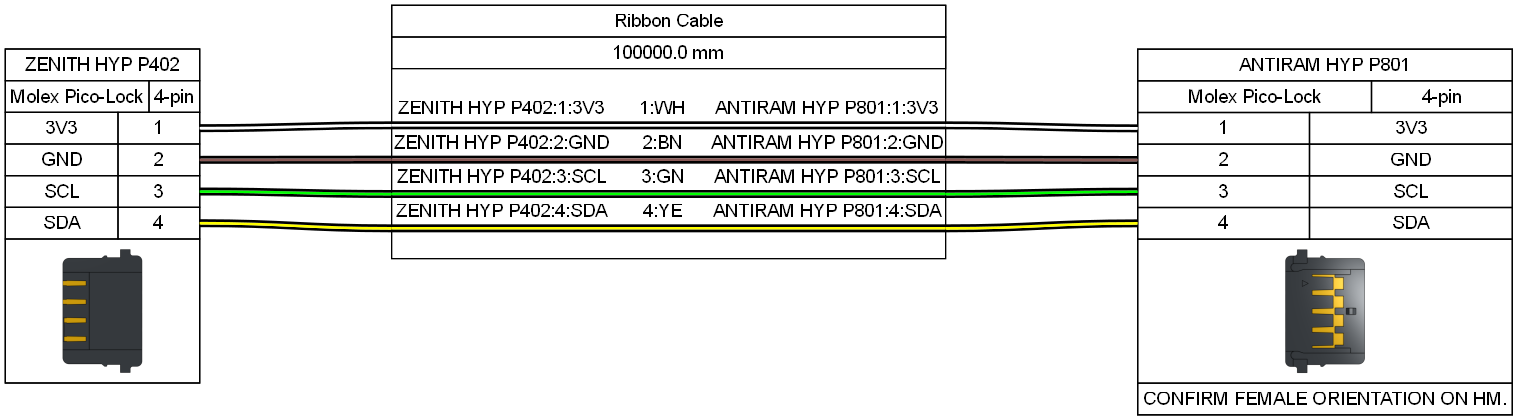 Ribbon Cable
100000.0 mm
ZENITH HYP P402
Molex Pico-Lock 4-pin
3V3 1
GND 2
SCL 3
SDA 4
ZENITH HYP P402:1:3V3 1:WH ANTIRAM HYP P801:1:3V3
ZENITH HYP P402:2:GND 2:BN ANTIRAM HYP P801:2:GND
ZENITH HYP P402:3:SCL 3:GN ANTIRAM HYP P801:3:SCL
ZENITH HYP P402:4:SDA 4:YE ANTIRAM HYP P801:4:SDA
ANTIRAM HYP P801
Molex Pico-Lock 4-pin
1 3V3
2 GND
3 SCL
4 SDA
CONFIRM FEMALE ORIENTATION ON HM.